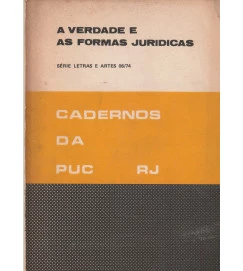 A VERDADE E
AS FORMAS JURIDICAS
SÉRIE LETRAS E ARTES 06/74
CADERNOS
DA
PUC RJ